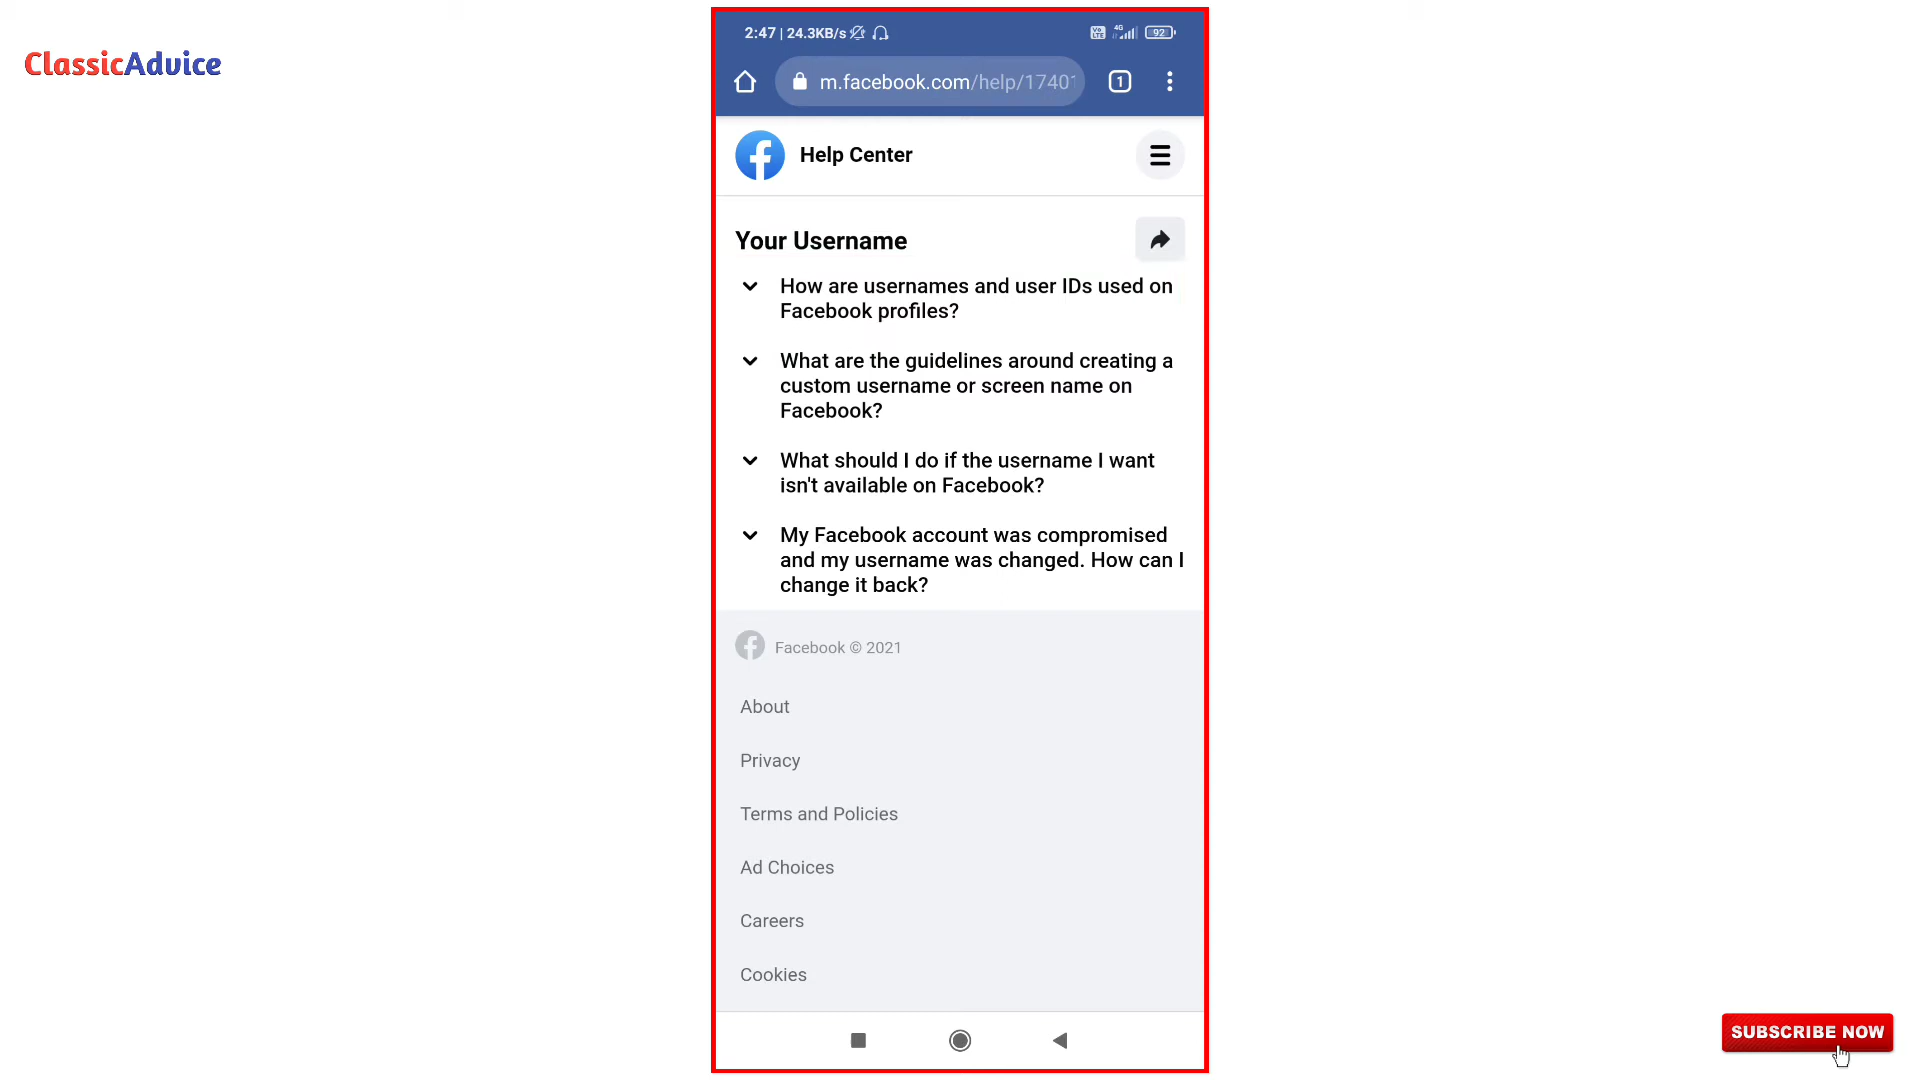 ClassicAdvice
2:47 | 24.3KB/s
Vo LTE 4G 92
m.facebook.com/help/1740
1
Help Center
Your Username
How are usernames and user IDs used on
Facebook profiles?
What are the guidelines around creating a
custom username or screen name on
Facebook?
What should I do if the username I want
isn't available on Facebook?
My Facebook account was compromised
and my username was changed. How can I
change it back?
Facebook © 2021
About
Privacy
Terms and Policies
Ad Choices
Careers
Cookies
SUBSCRIBE NOW